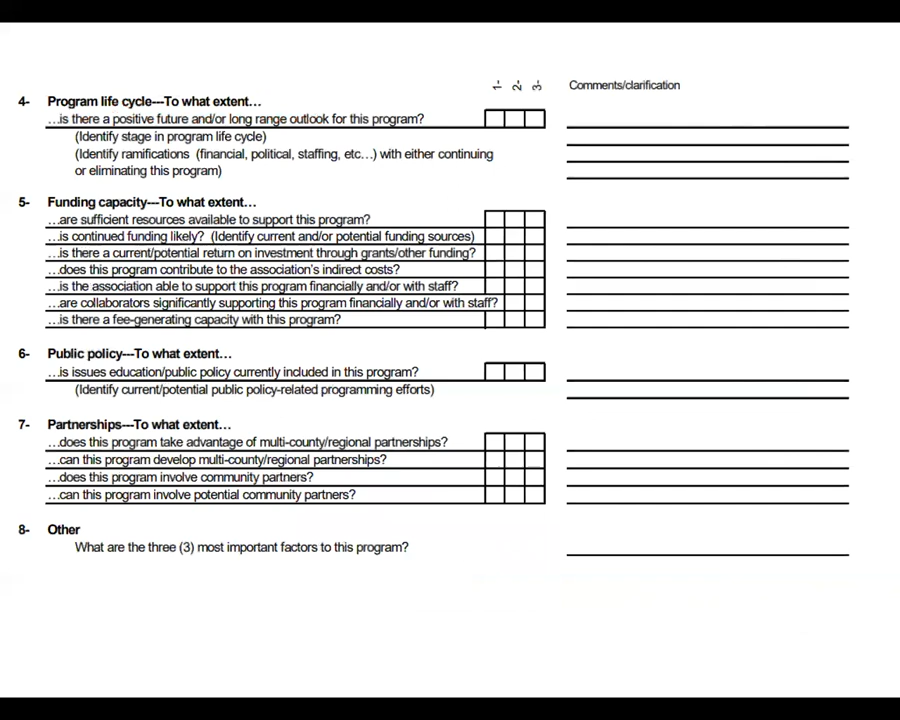 1- 2- 3- Comments/clarification
4- Program life cycle---To what extent…
…is there a positive future and/or long range outlook for this program?
(Identify stage in program life cycle)
(Identify ramifications (financial, political, staffing, etc…) with either continuing
or eliminating this program)
5- Funding capacity---To what extent…
…are sufficient resources available to support this program?
…is continued funding likely? (Identify current and/or potential funding sources)
…is there a current/potential return on investment through grants/other funding?
…does this program contribute to the association's indirect costs?
…is the association able to support this program financially and/or with staff?
…are collaborators significantly supporting this program financially and/or with staff?
…is there a fee-generating capacity with this program?
6- Public policy---To what extent…
…is issues education/public policy currently included in this program?
(Identify current/potential public policy-related programming efforts)
7- Partnerships---To what extent…
…does this program take advantage of multi-county/regional partnerships?
…can this program develop multi-county/regional partnerships?
…does this program involve community partners?
…can this program involve potential community partners?
8- Other
What are the three (3) most important factors to this program?